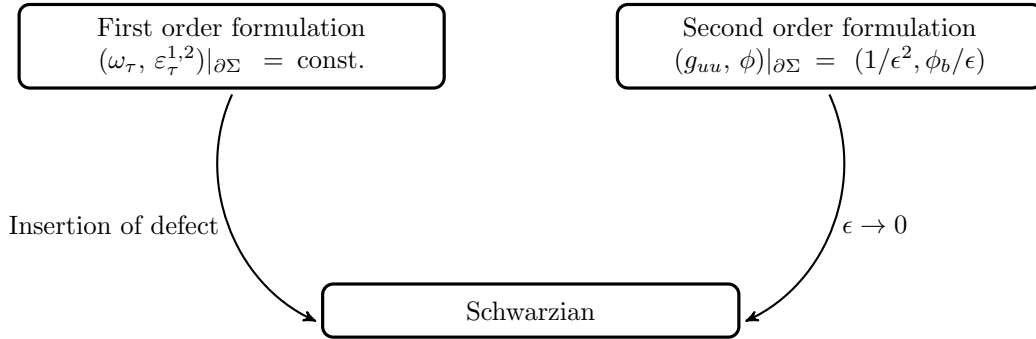 First order formulation
(ω_τ, ε_τ^{1,2})|_{∂Σ} = const.
Second order formulation
(g_{uu}, ϕ)|_{∂Σ} = (1/ϵ², ϕ_b/ϵ)
Insertion of defect
ϵ → 0
Schwarzian